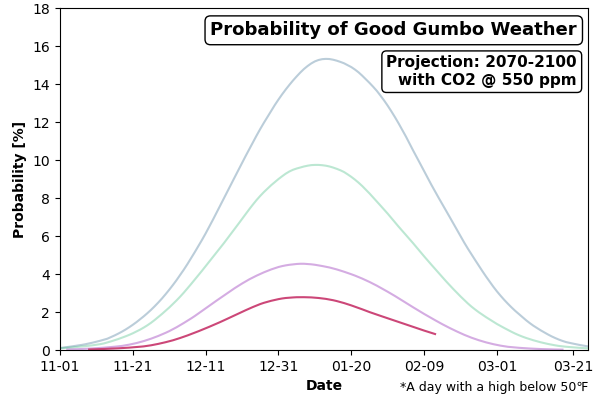 Probability of Good Gumbo Weather
Projection: 2070-2100
with CO2 @ 550 ppm
Probability [%]
18
16
14
12
10
8
6
4
2
0
11-01 11-21 12-11 12-31 01-20 02-09 03-01 03-21
Date
*A day with a high below 50°F